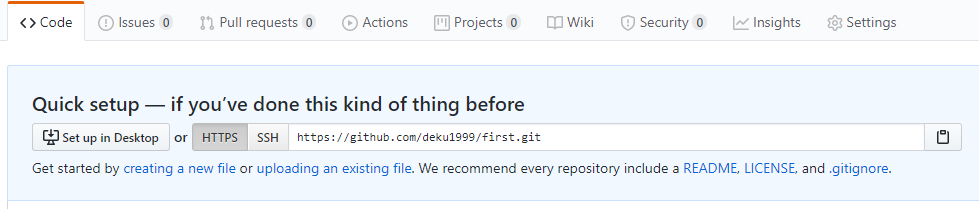 Code Issues 0 Pull requests 0 Actions Projects 0 Wiki Security 0 Insights Settings
Quick setup — if you've done this kind of thing before
Set up in Desktop or HTTPS SSH https://github.com/deku1999/first.git
Get started by creating a new file or uploading an existing file. We recommend every repository include a README, LICENSE, and .gitignore.